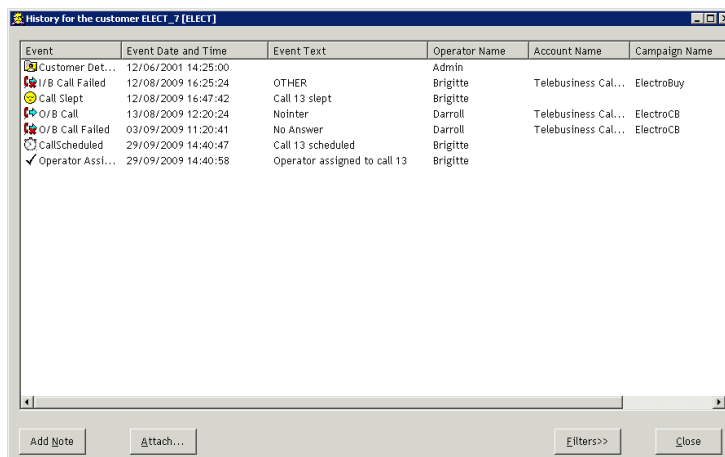 History for the customer ELECT_7 [ELECT]
Event Event Date and Time Event Text Operator Name Account Name Campaign Name
Customer Det... 12/06/2001 14:25:00 Admin
I/B Call Failed 12/08/2009 16:25:24 OTHER Brigitte Telebusiness Cal... ElectroBuy
Call Slept 12/08/2009 16:47:42 Call 13 slept Brigitte
O/B Call 13/08/2009 12:20:24 Nointer Darroll Telebusiness Cal... ElectroCB
O/B Call Failed 03/09/2009 11:20:41 No Answer Darroll Telebusiness Cal... ElectroCB
CallScheduled 29/09/2009 14:40:47 Call 13 scheduled Brigitte
Operator Assi... 29/09/2009 14:40:58 Operator assigned to call 13 Brigitte
Add Note Attach... Filters>> Close